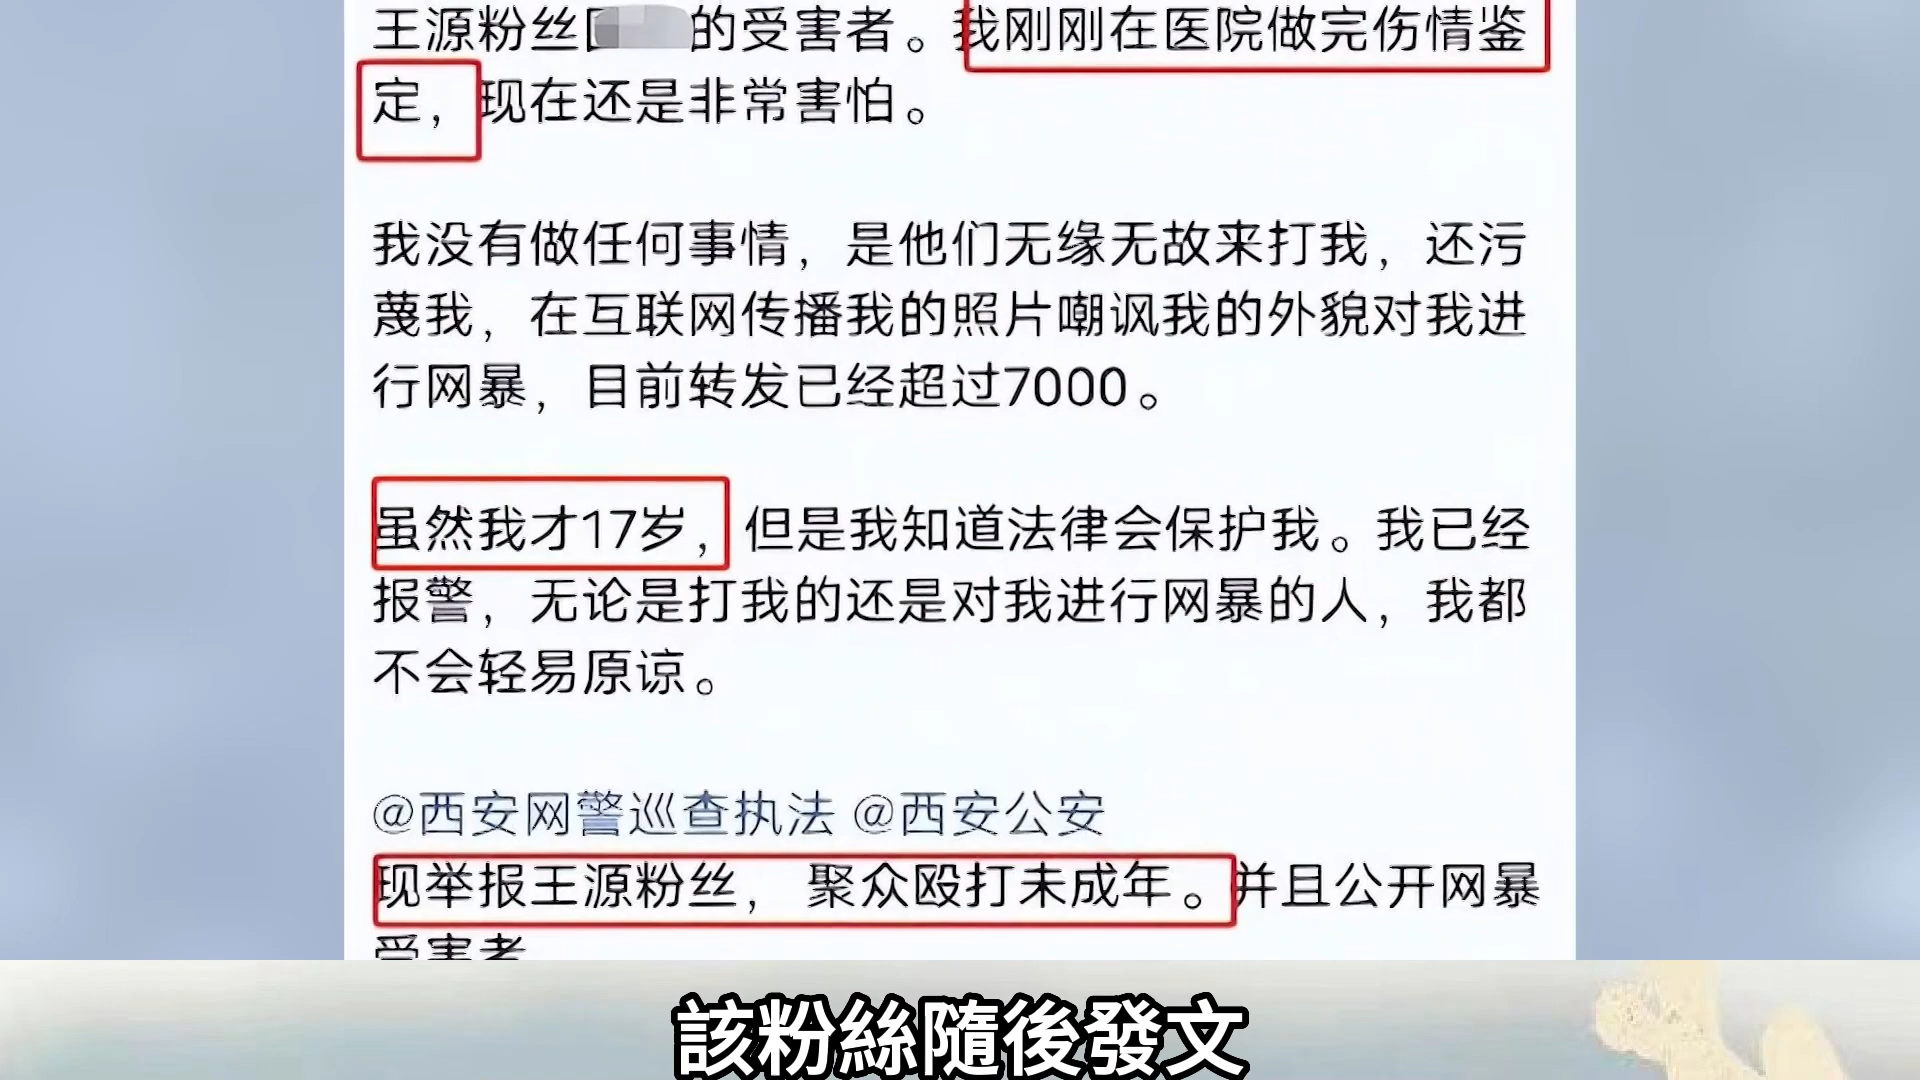 王源粉丝的受害者。我刚刚在医院做完伤情鉴
定，现在还是非常害怕。
我没有做任何事情，是他们无缘无故来打我，还污
蔑我，在互联网传播我的照片嘲讽我的外貌对我进
行网暴，目前转发已经超过7000。
虽然我才17岁，但是我知道法律会保护我。我已经
报警，无论是打我的还是对我进行网暴的人，我都
不会轻易原谅。
@西安网警巡查执法 @西安公安
现举报王源粉丝，聚众殴打未成年。并且公开网暴
受害者
該粉絲隨後發文